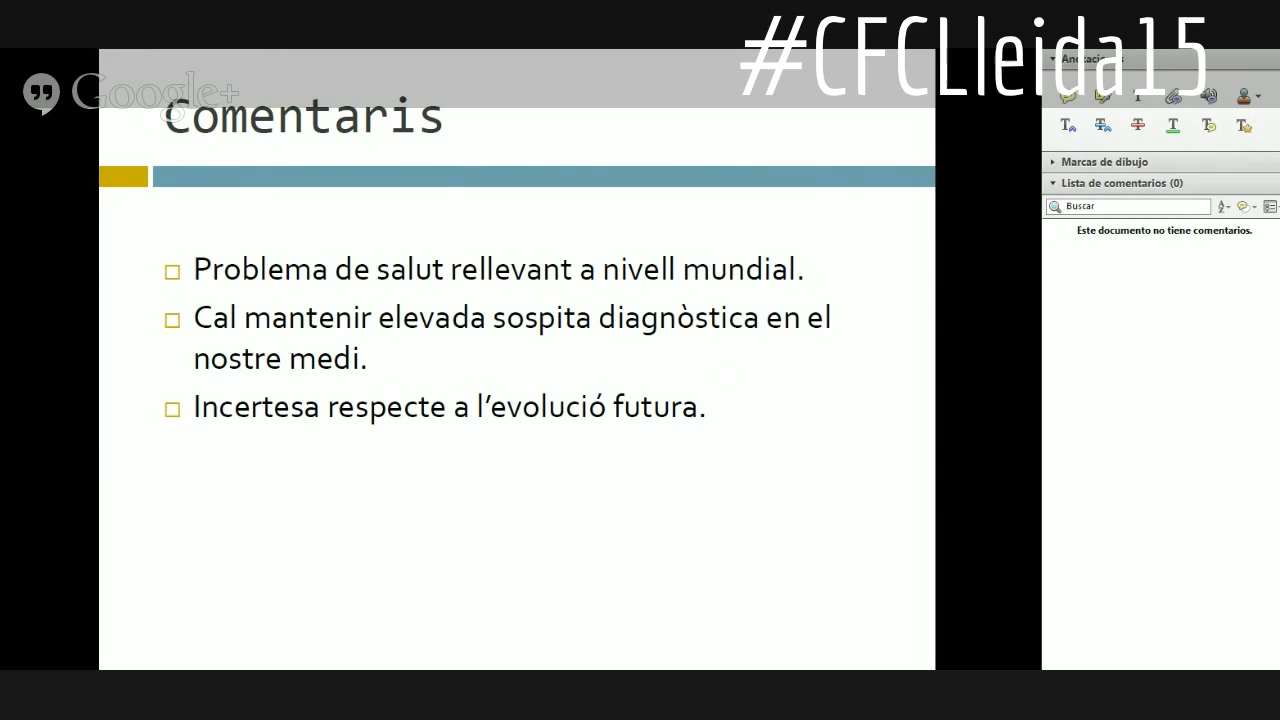 #CFCLleida15
Google+
Comentaris
Problema de salut rellevant a nivell mundial.
Cal mantenir elevada sospita diagnòstica en el
nostre medi.
Incertesa respecte a l’evolució futura.
Marcas de dibujo
Lista de comentarios (0)
Buscar
Este documento no tiene comentarios.